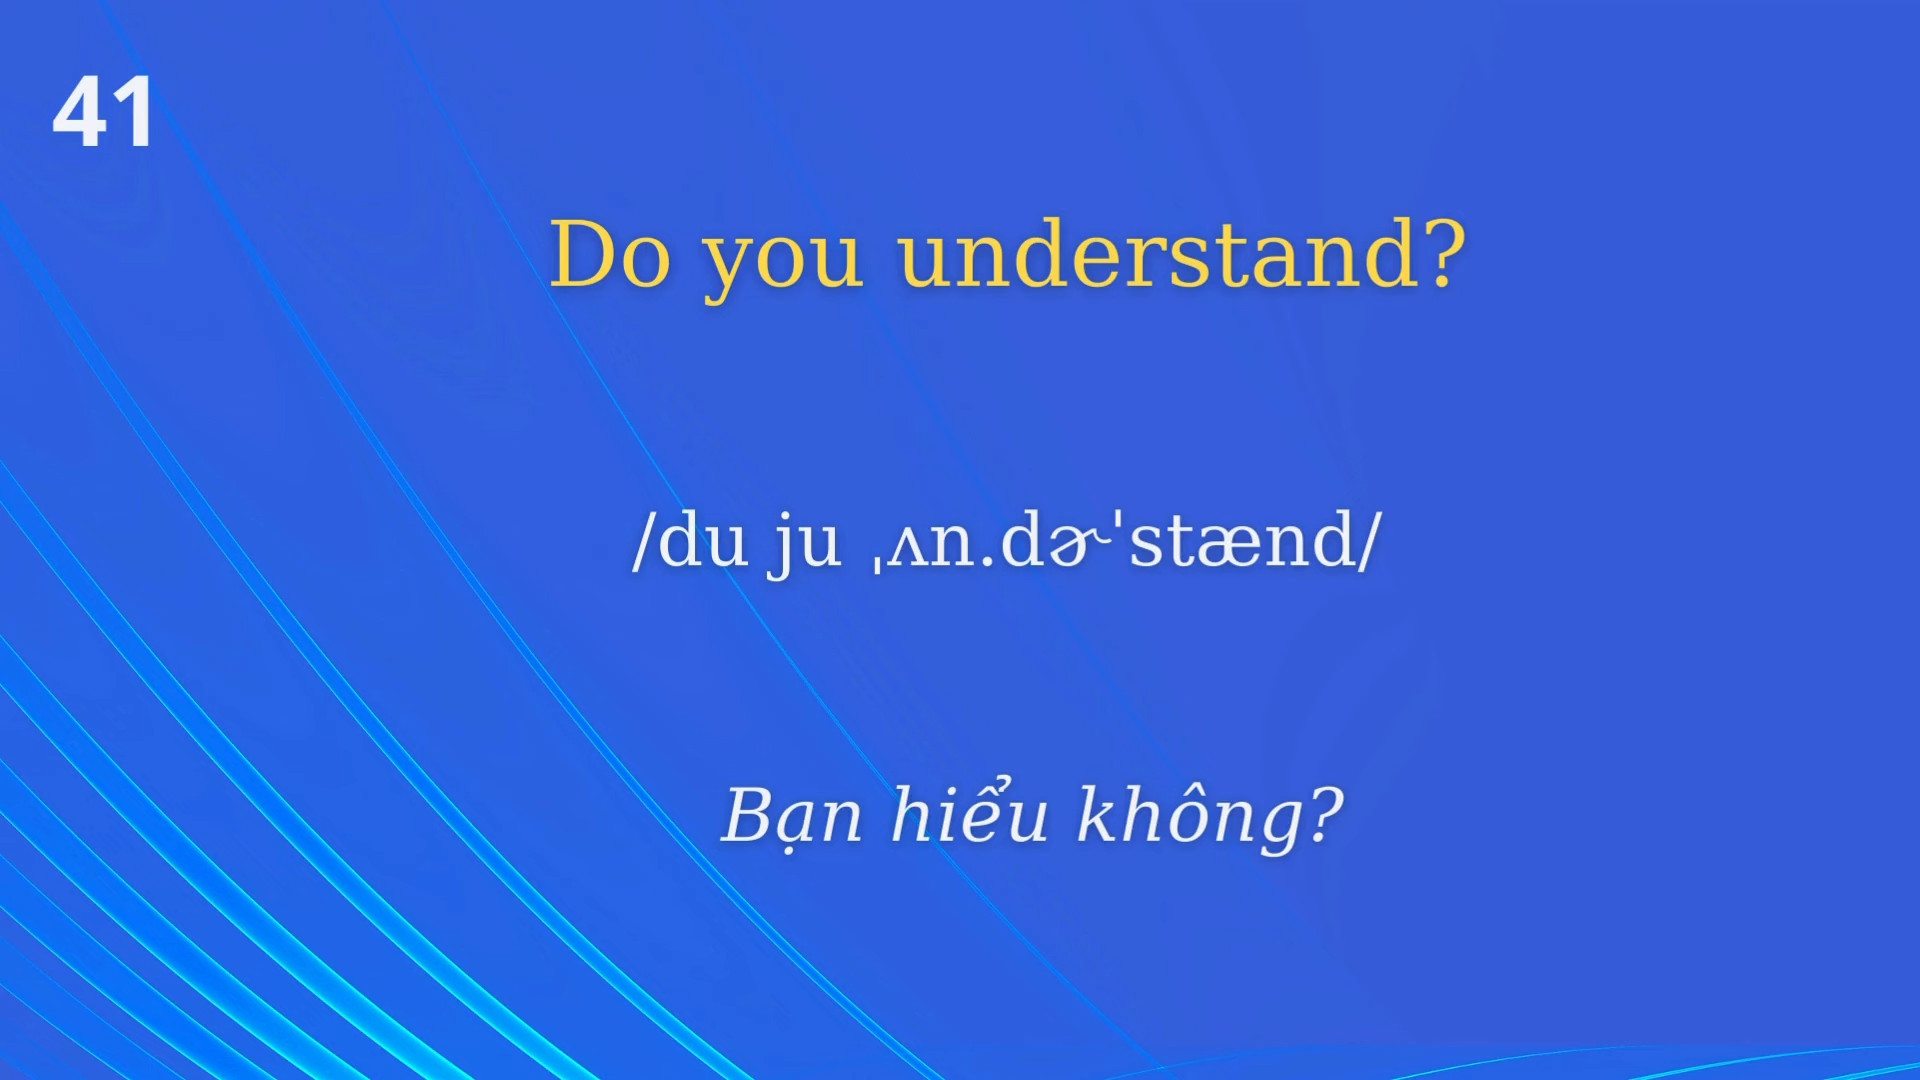 41
Do you understand?
/du ju ˌʌn.dɚˈstænd/
Bạn hiểu không?